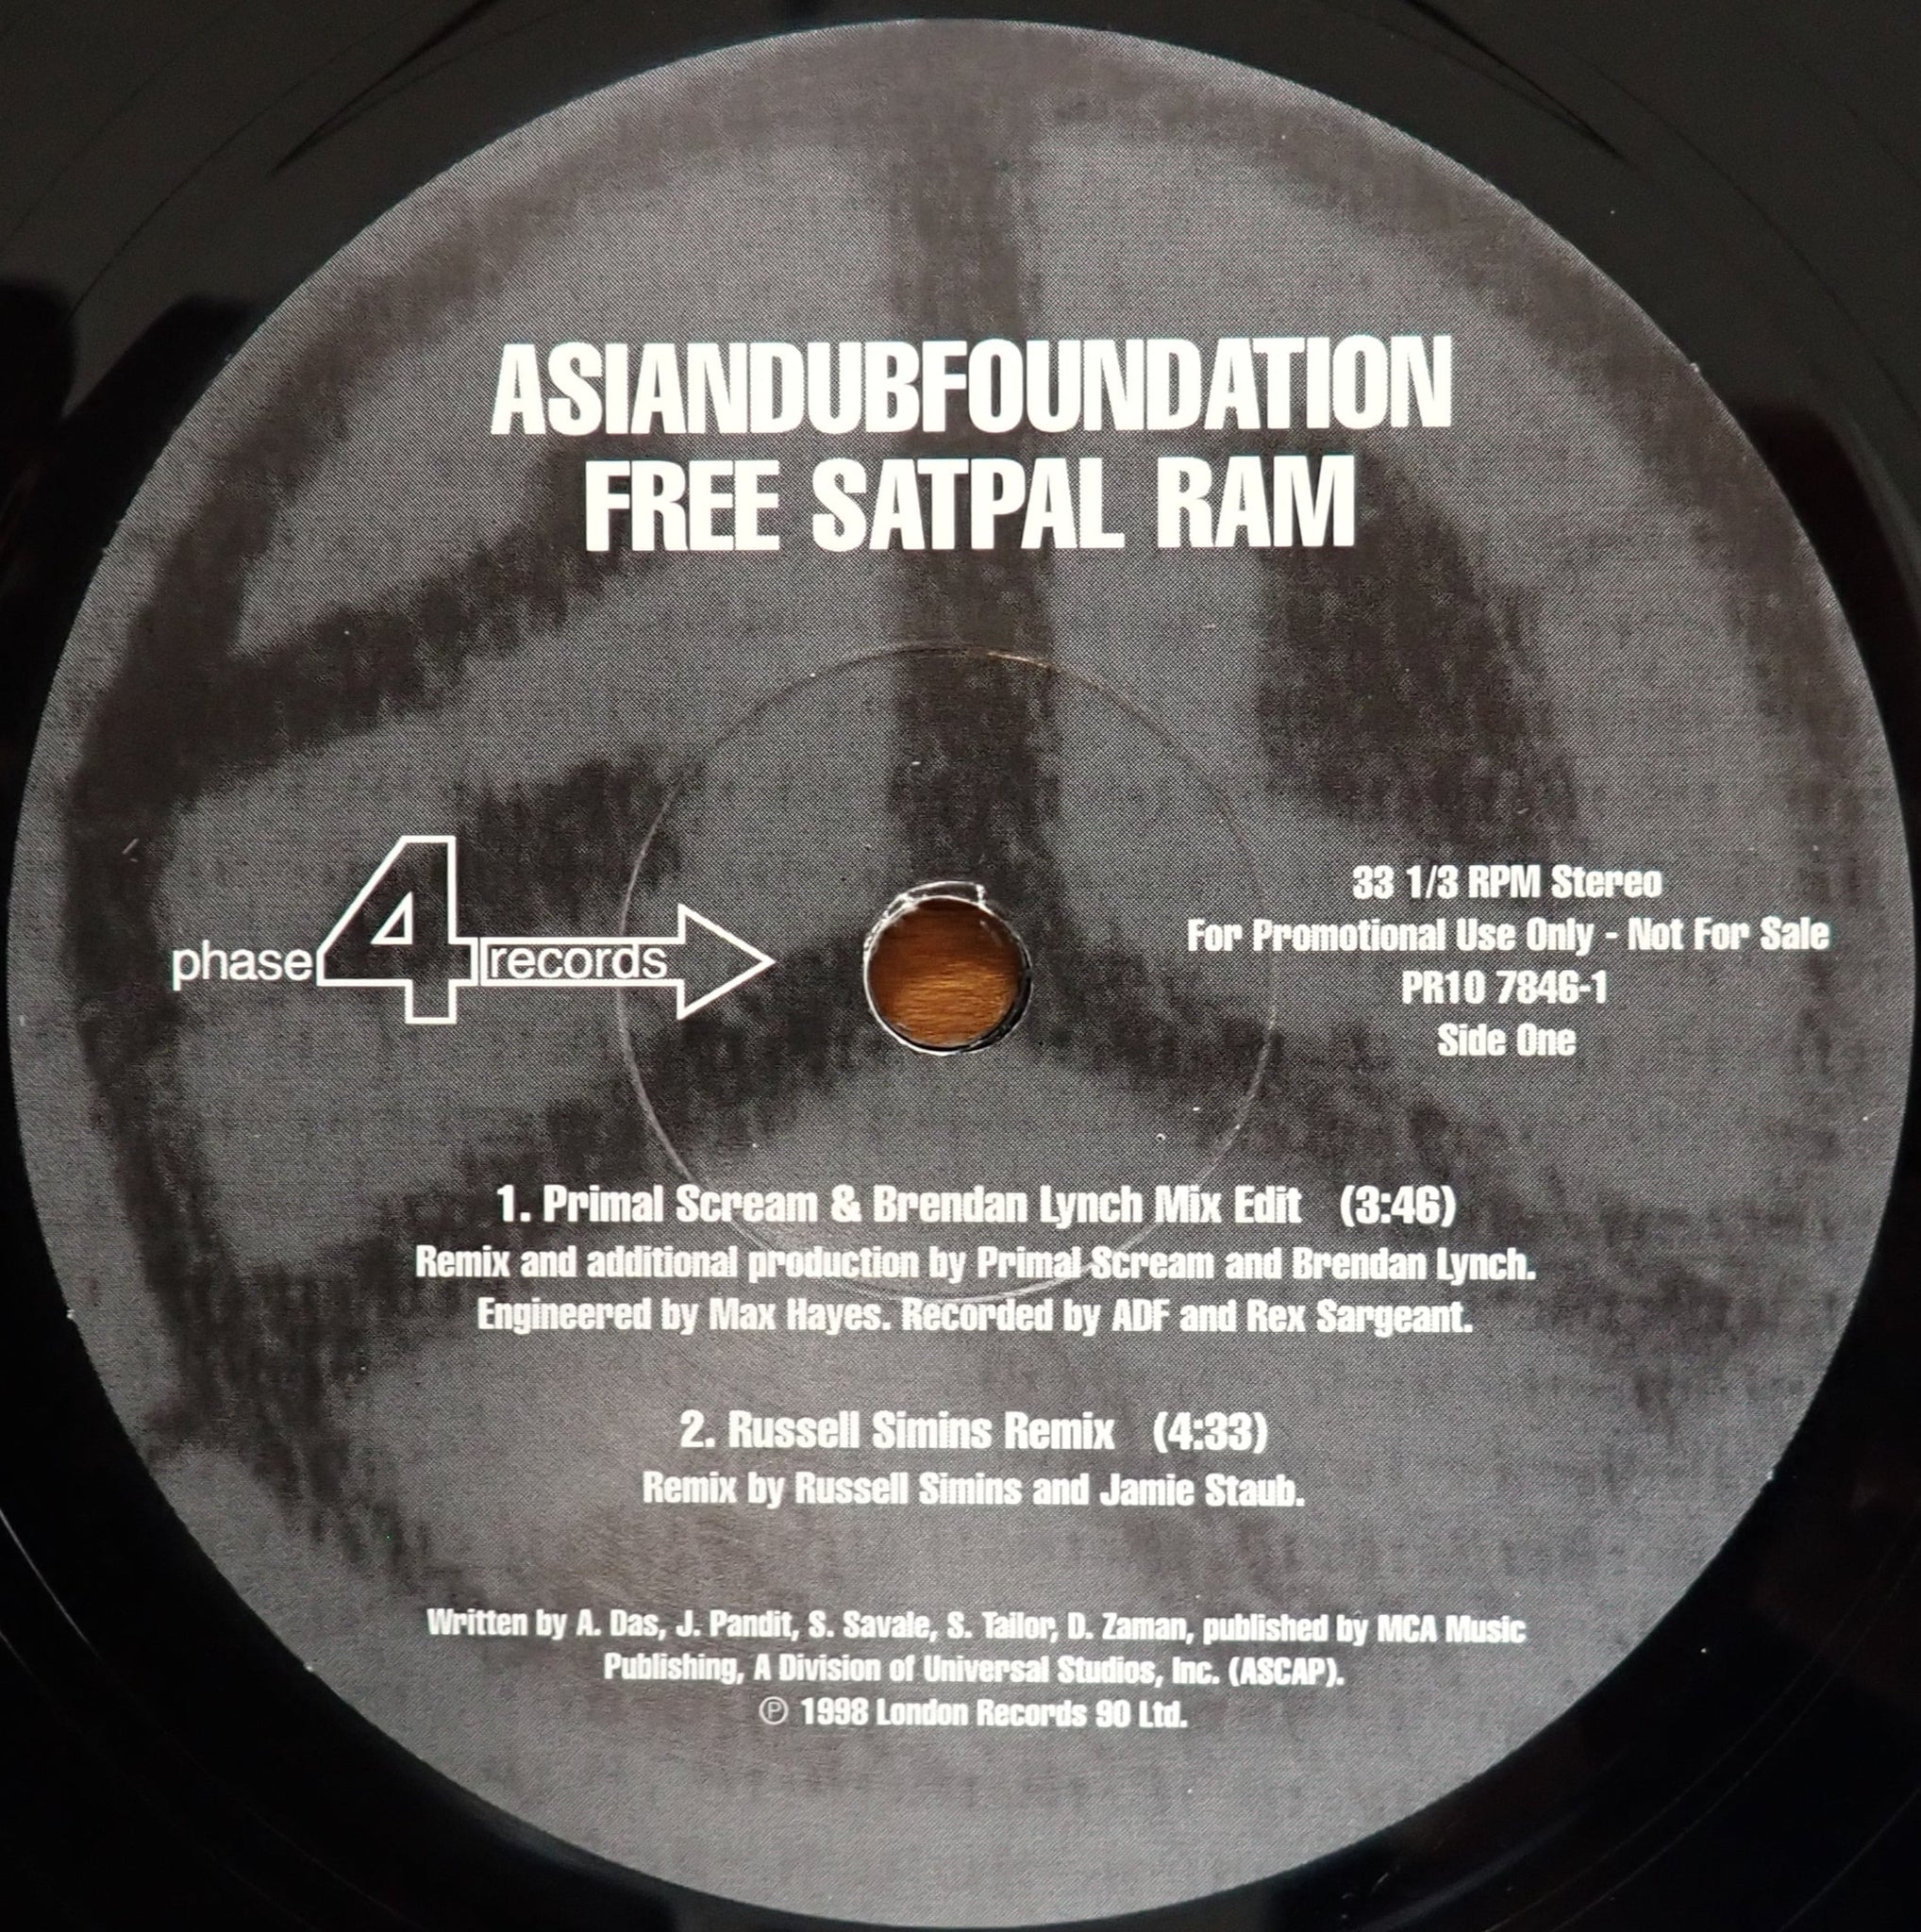 ASIANDUBFOUNDATION
FREE SATPAL RAM
phase 4 records
33 1/3 RPM Stereo
For Promotional Use Only - Not For Sale
PR10 7846-1
Side One
1. Primal Scream & Brendan Lynch Mix Edit (3:46)
Remix and additional production by Primal Scream and Brendan Lynch.
Engineered by Max Hayes. Recorded by ADF and Rex Sargeant.
2. Russell Simins Remix (4:33)
Remix by Russell Simins and Jamie Staub.
Written by A. Das, J. Pandit, S. Savale, S. Tailor, D. Zaman, published by MCA Music
Publishing, A Division of Universal Studios, Inc. (ASCAP).
℗ 1998 London Records 90 Ltd.